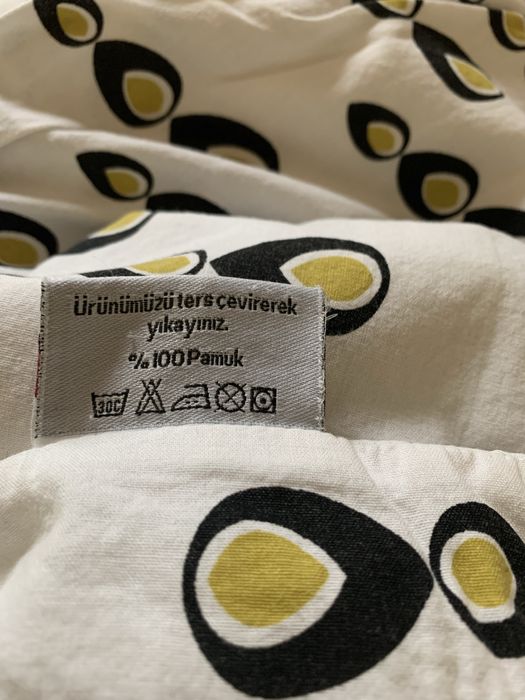 Ürünümüzü ters çevirerek
yıkayınız.
% 100 Pamuk
30C